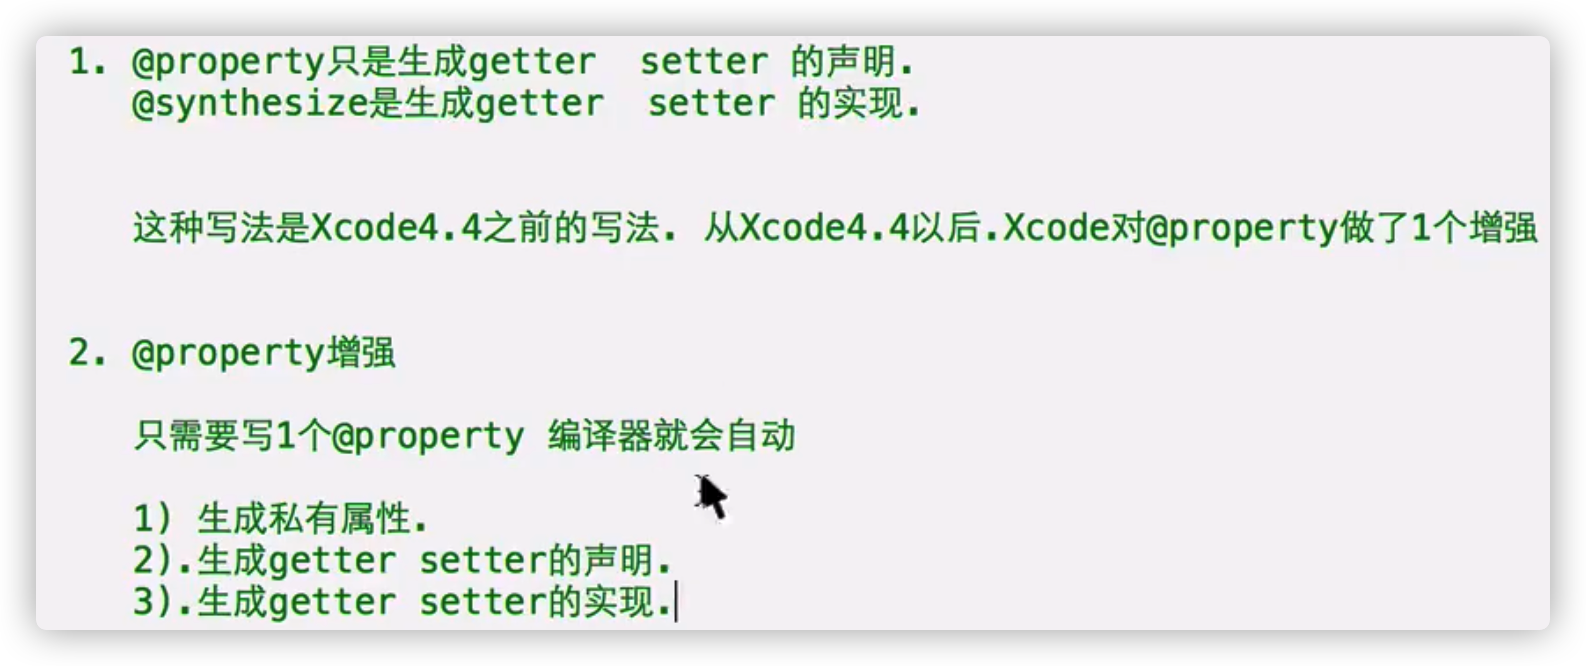 1. @property只是生成getter  setter 的声明.
@synthesize是生成getter  setter 的实现.
这种写法是Xcode4.4之前的写法. 从Xcode4.4以后.Xcode对@property做了1个增强
2. @property增强
只需要写1个@property 编译器就会自动
1) 生成私有属性.
2).生成getter setter的声明.
3).生成getter setter的实现.